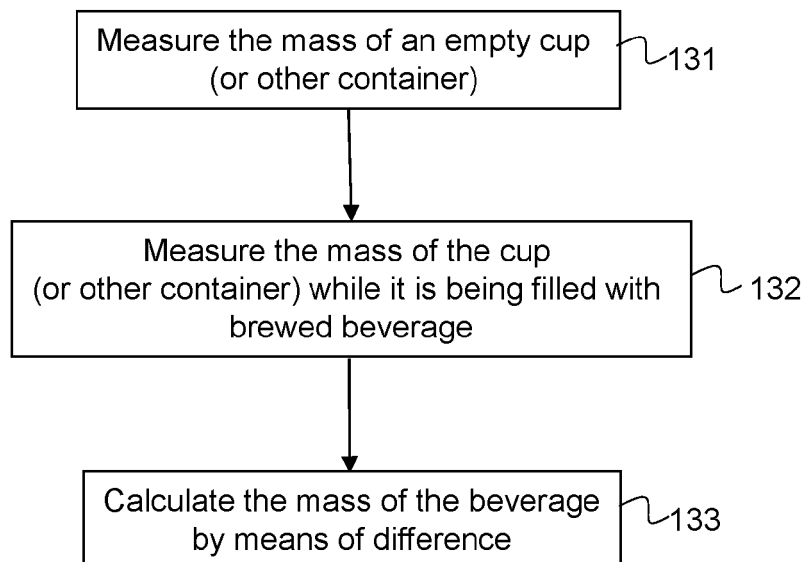 Measure the mass of an empty cup
(or other container)
131
Measure the mass of the cup
(or other container) while it is being filled with
brewed beverage
132
Calculate the mass of the beverage
by means of difference
133